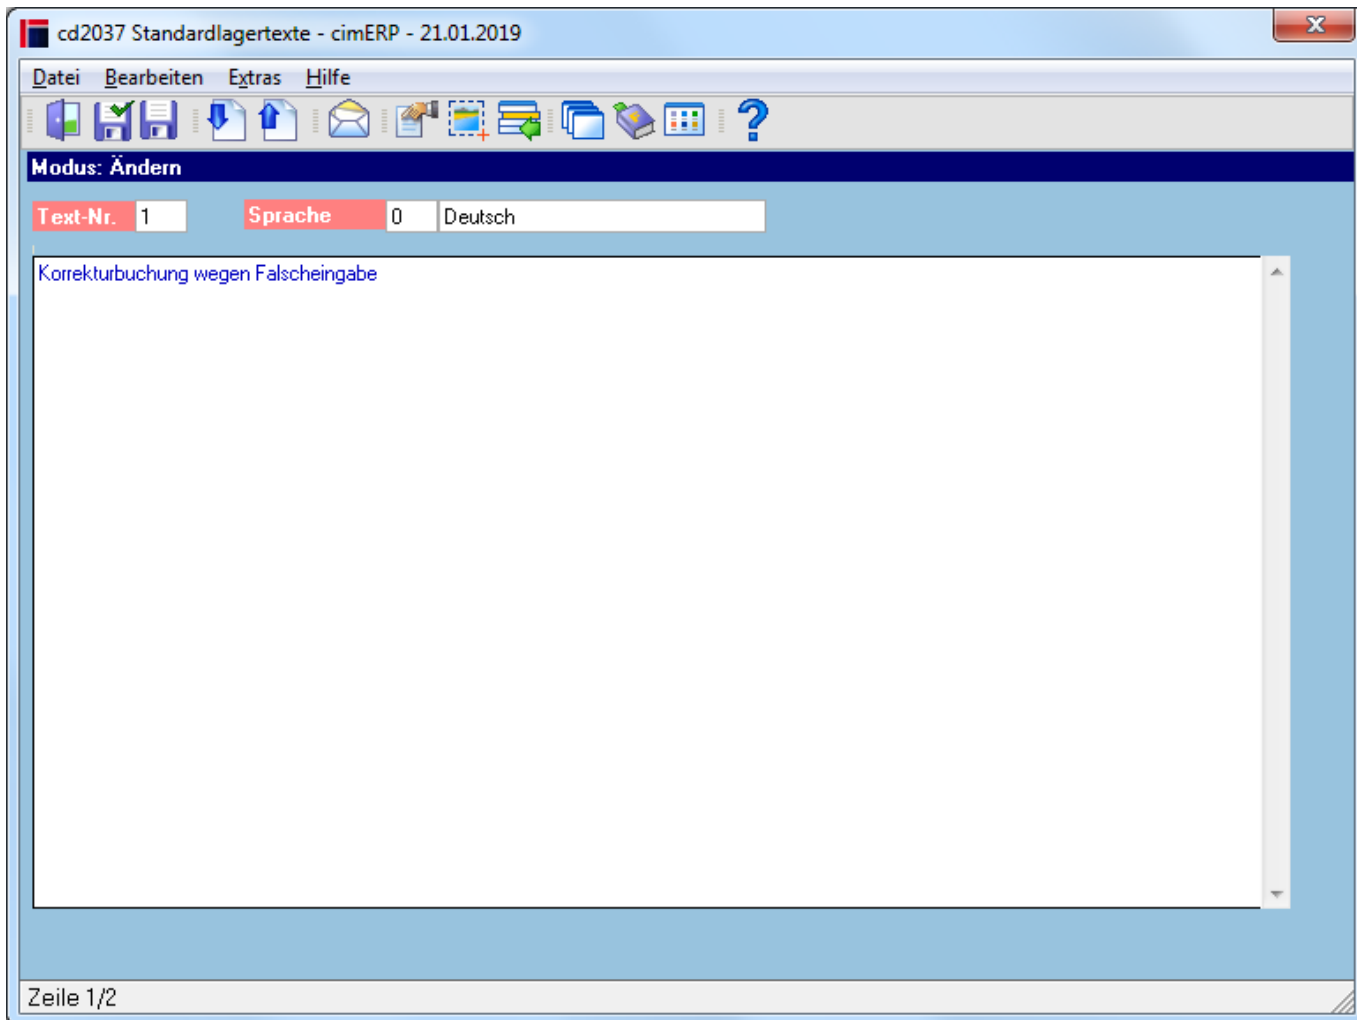 cd2037 Standardlagertexte - cimERP - 21.01.2019
Datei Bearbeiten Extras Hilfe
Modus: Ändern
Text-Nr. 1 Sprache 0 Deutsch
Korrekturbuchung wegen Falscheingabe
Zeile 1/2